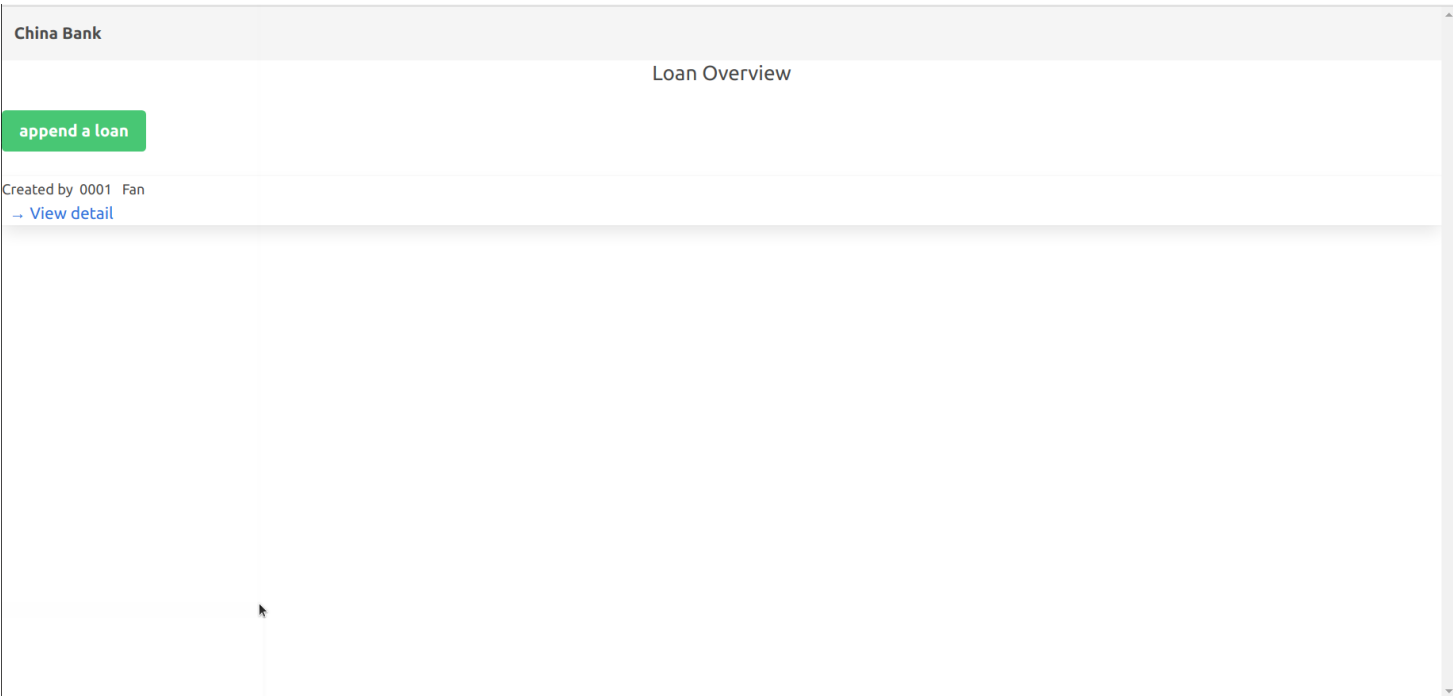 China Bank
Loan Overview
append a loan
Created by 0001 Fan
→ View detail